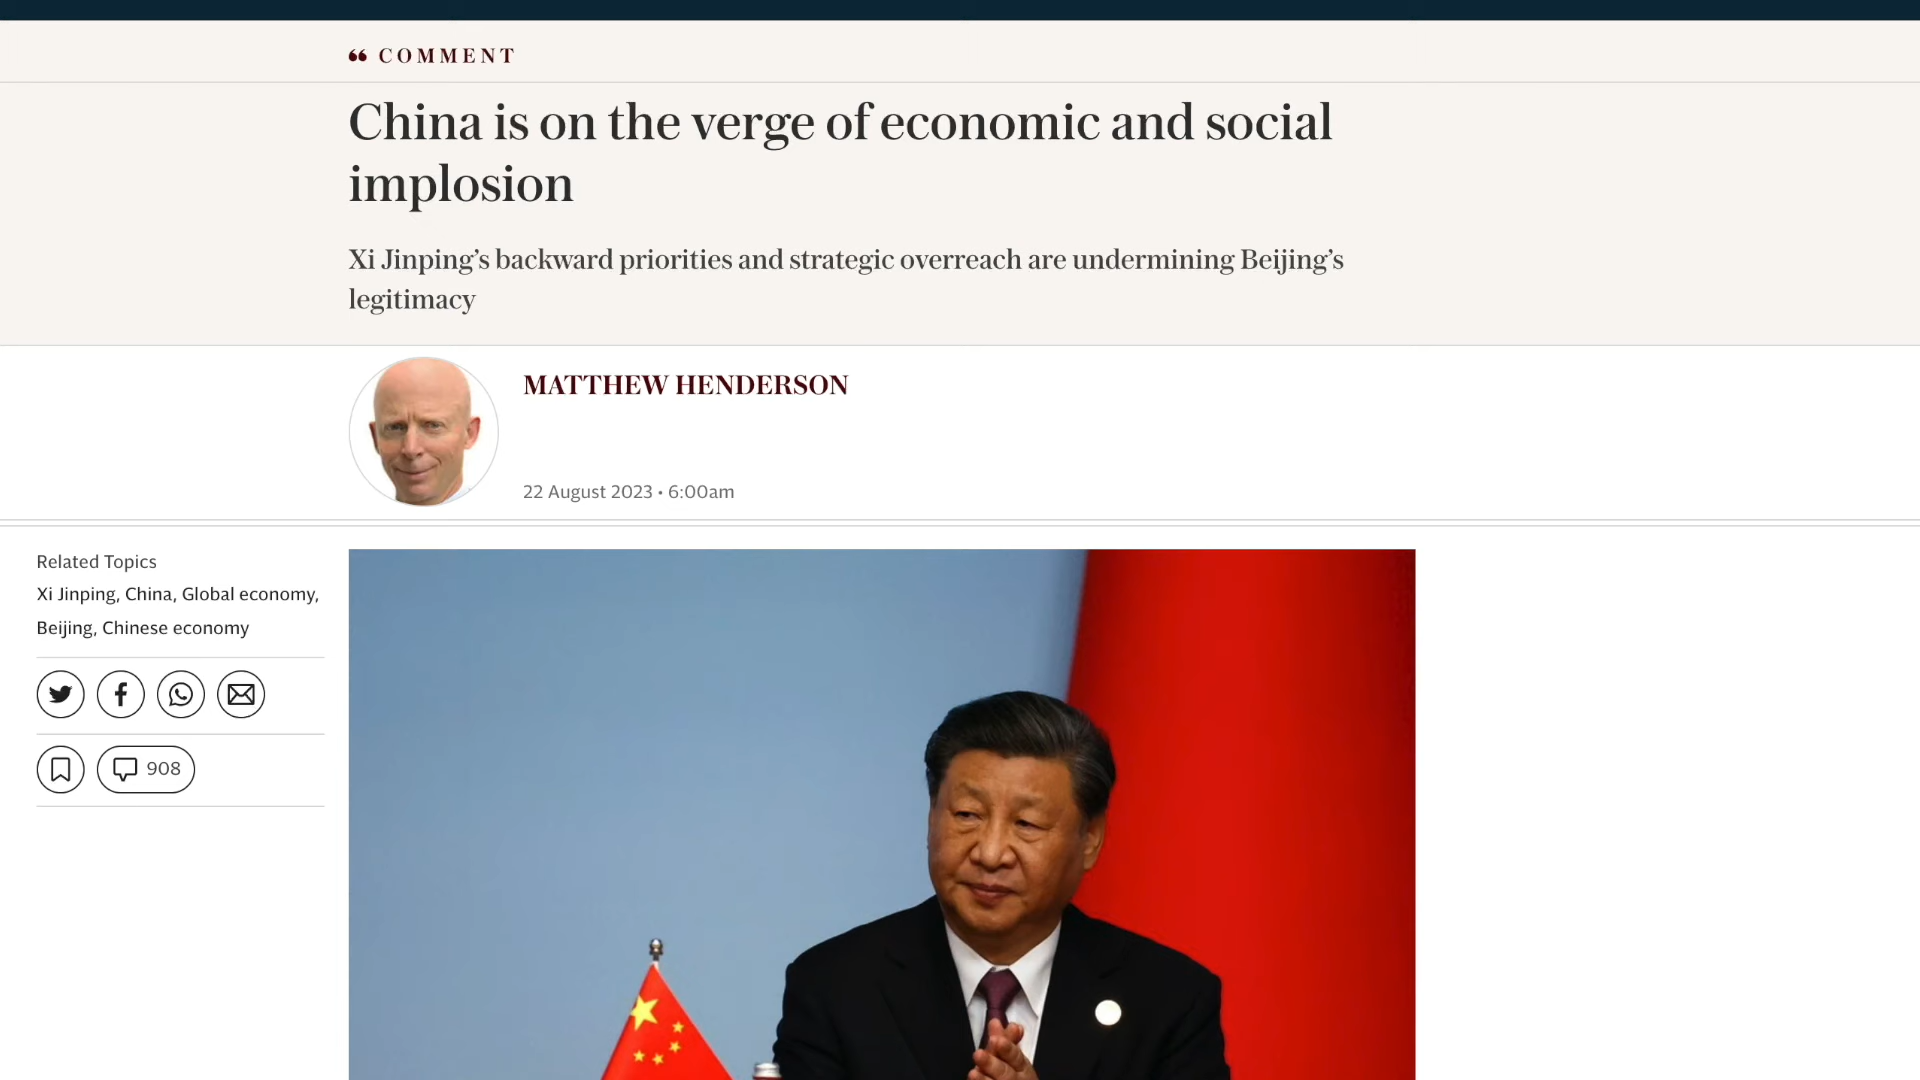 COMMENT
China is on the verge of economic and social
implosion
Xi Jinping’s backward priorities and strategic overreach are undermining Beijing’s
legitimacy
MATTHEW HENDERSON
22 August 2023 • 6:00am
Related Topics
Xi Jinping, China, Global economy,
Beijing, Chinese economy
908